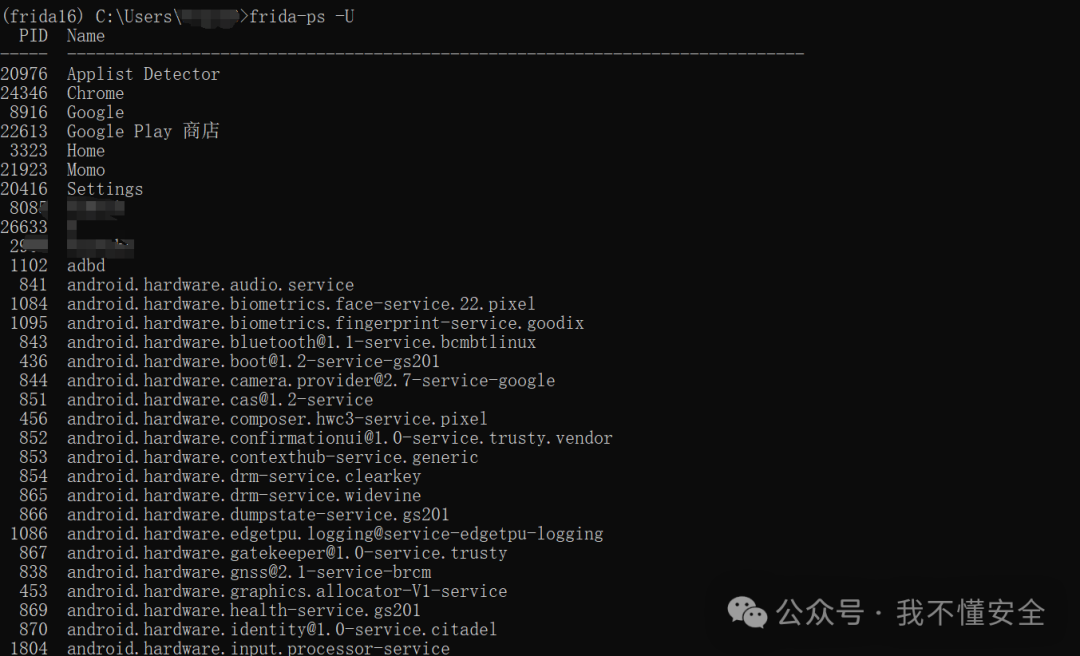 (frida16) C:\Users\ >frida-ps -U
PID Name
----- --------------------------------------------------------------------------
20976 Applist Detector
24346 Chrome
8916 Google
22613 Google Play 商店
3323 Home
21923 Momo
20416 Settings
808
26633
1102 adbd
841 android.hardware.audio.service
1084 android.hardware.biometrics.face-service.22.pixel
1095 android.hardware.biometrics.fingerprint-service.goodix
843 android.hardware.bluetooth@1.1-service.bcmbtlinux
436 android.hardware.boot@1.2-service-gs201
844 android.hardware.camera.provider@2.7-service-google
851 android.hardware.cas@1.2-service
456 android.hardware.composer.hwc3-service.pixel
852 android.hardware.confirmationui@1.0-service.trusty.vendor
853 android.hardware.contexthub-service.generic
854 android.hardware.drm-service.clearkey
865 android.hardware.drm-service.widevine
866 android.hardware.dumpstate-service.gs201
1086 android.hardware.edgetpu.logging@service-edgetpu-logging
867 android.hardware.gatekeeper@1.0-service.trusty
838 android.hardware.gnss@2.1-service-brcm
453 android.hardware.graphics.allocator-V1-service
869 android.hardware.health-service.gs201
870 android.hardware.identity@1.0-service.citadel
1804 android.hardware.input.processor-service
公众号 · 我不懂安全